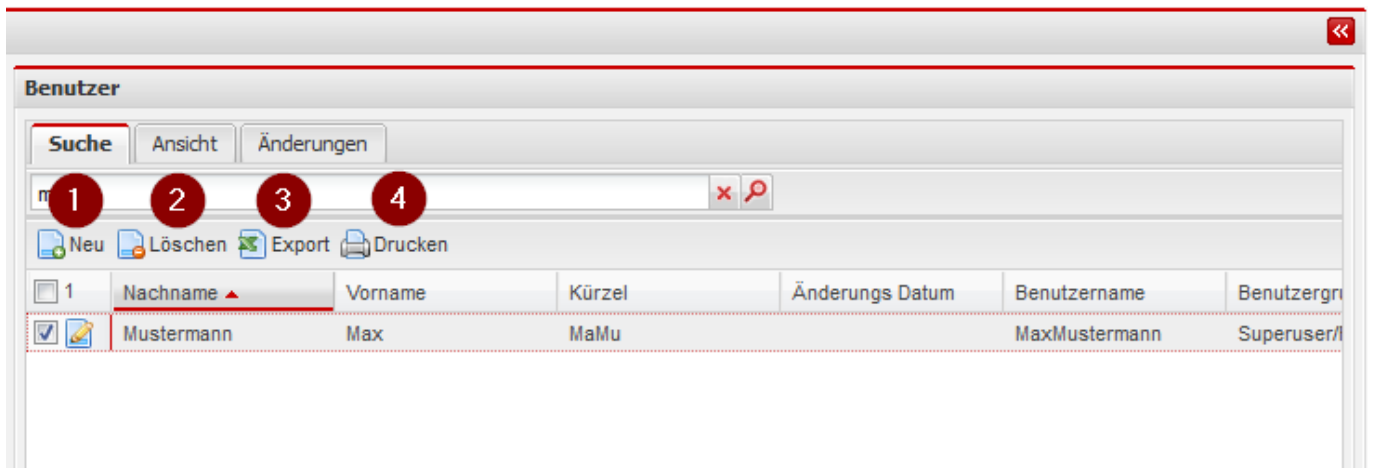 Benutzer
Suche Ansicht Änderungen
1 2 3 4
Neu Löschen Export Drucken
1 Nachname Vorname Kürzel Änderungs Datum Benutzername
Mustermann Max MaMu MaxMustermann Superuser/